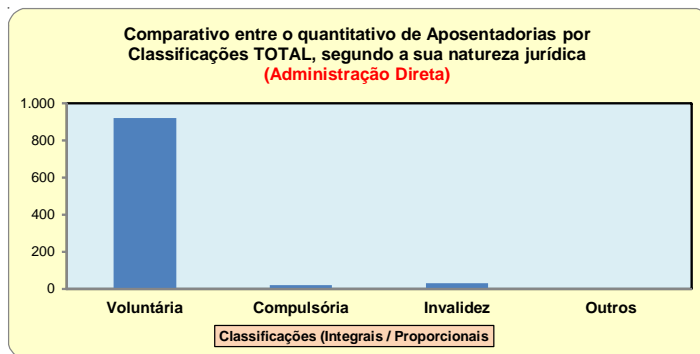 Comparativo entre o quantitativo de Aposentadorias por
Classificações TOTAL, segundo a sua natureza jurídica
(Administração Direta)
1.000
800
600
400
200
0
Voluntária Compulsória Invalidez Outros
Classificações (Integrais / Proporcionais